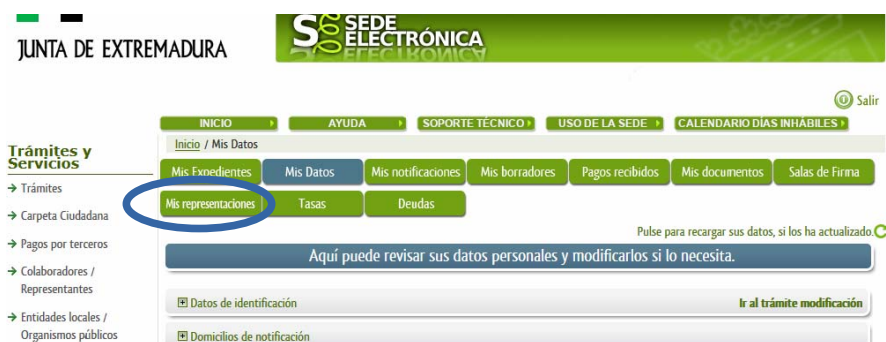 JUNTA DE EXTREMADURA
SEDE
ELECTRÓNICA
Salir
INICIO AYUDA SOPORTE TÉCNICO USO DE LA SEDE CALENDARIO DÍAS INHÁBILES
Inicio / Mis Datos
Trámites y
Servicios
Mis Expedientes Mis Datos Mis notificaciones Mis borradores Pagos recibidos Mis documentos Salas de Firma
Trámites
Mis representaciones Tasas Deudas
Carpeta Ciudadana
Pulse para recargar sus datos, si los ha actualizado.
Pagos por terceros
Aquí puede revisar sus datos personales y modificarlos si lo necesita.
Colaboradores /
Representantes
Datos de identificación Ir al trámite modificación
Entidades locales /
Organismos públicos
Domicilios de notificación